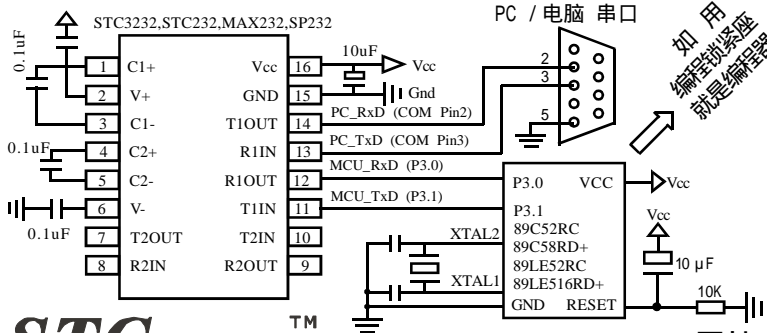 STC3232,STC232,MAX232,SP232
PC / 电脑 串口
如 用
编程锁紧座
就是编程器
0.1uF
1 C1+ Vcc 16
10uF
Vcc
2 V+ GND 15
Gnd
3 C1- T1OUT 14
PC_RxD (COM Pin2)
4 C2+ R1IN 13
PC_TxD (COM Pin3)
0.1uF
5 C2- R1OUT 12
MCU_RxD (P3.0)
6 V- T1IN 11
MCU_TxD (P3.1)
0.1uF
7 T2OUT T2IN 10
8 R2IN R2OUT 9
2
3
5
P3.0 VCC
Vcc
P3.1
89C52RC
89C58RD+
89LE52RC
89LE516RD+
GND RESET
XTAL2
XTAL1
Vcc
10 μF
10K
STC
TM